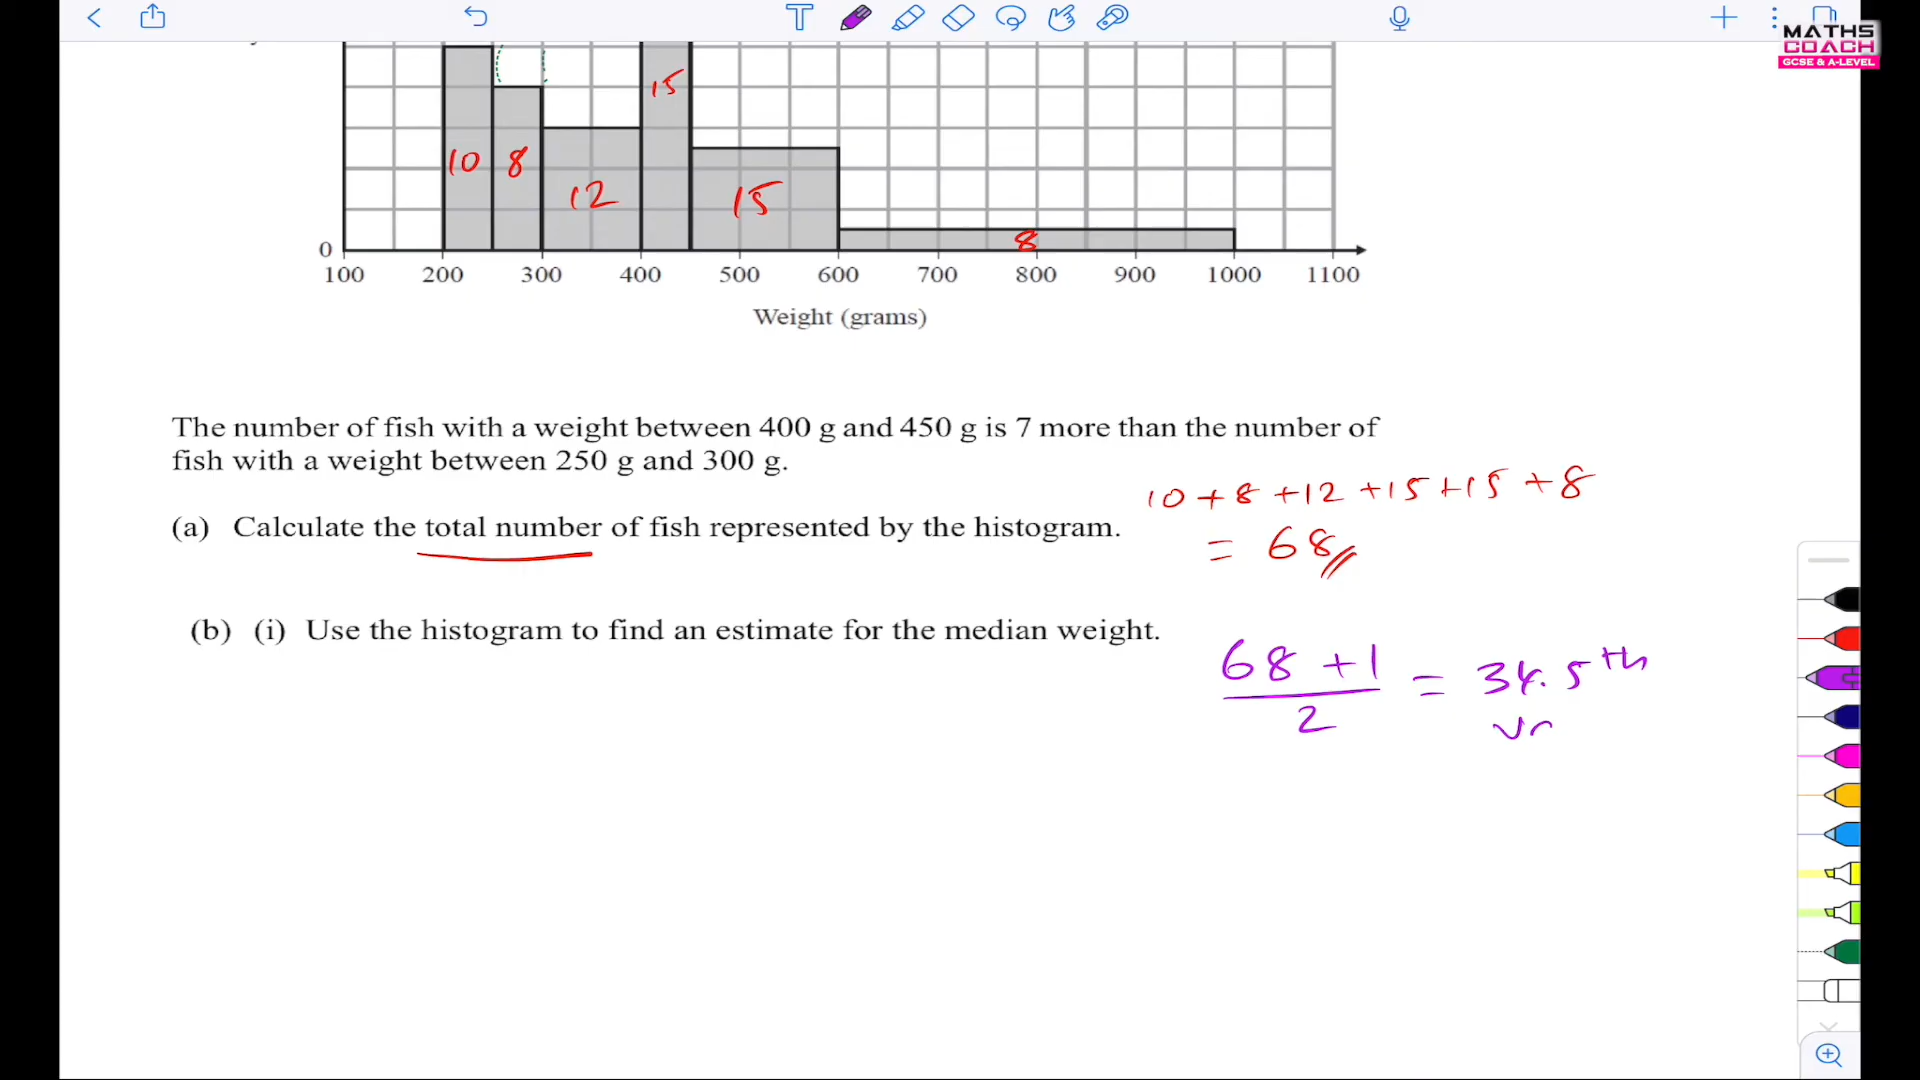 T
MATHS
COACH
GCSE & A-LEVEL
15
10 8
12
15
8
0
100 200 300 400 500 600 700 800 900 1000 1100
Weight (grams)
The number of fish with a weight between 400 g and 450 g is 7 more than the number of
fish with a weight between 250 g and 300 g.
10 + 8 + 12 + 15 + 15 + 8
(a) Calculate the total number of fish represented by the histogram.
= 68
(b) (i) Use the histogram to find an estimate for the median weight.
68 + 1
= 34.5th
2